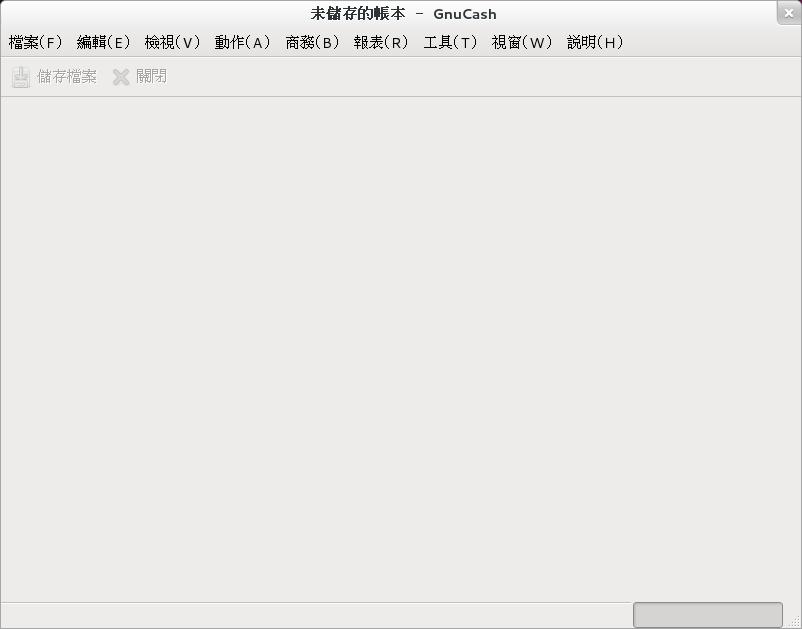 未儲存的帳本 - GnuCash
檔案(F) 編輯(E) 檢視(V) 動作(A) 商務(B) 報表(R) 工具(T) 視窗(W) 說明(H)
儲存檔案 關閉